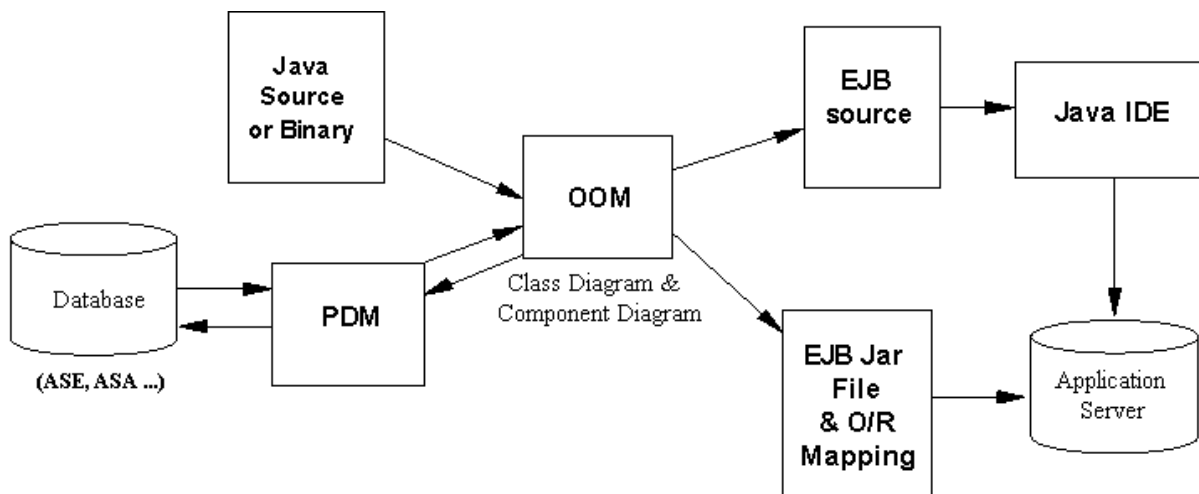 Java
Source
or Binary
EJB
source
Java IDE
OOM
Class Diagram &
Component Diagram
Database
(ASE, ASA ...)
PDM
EJB Jar
File
& O/R
Mapping
Application
Server